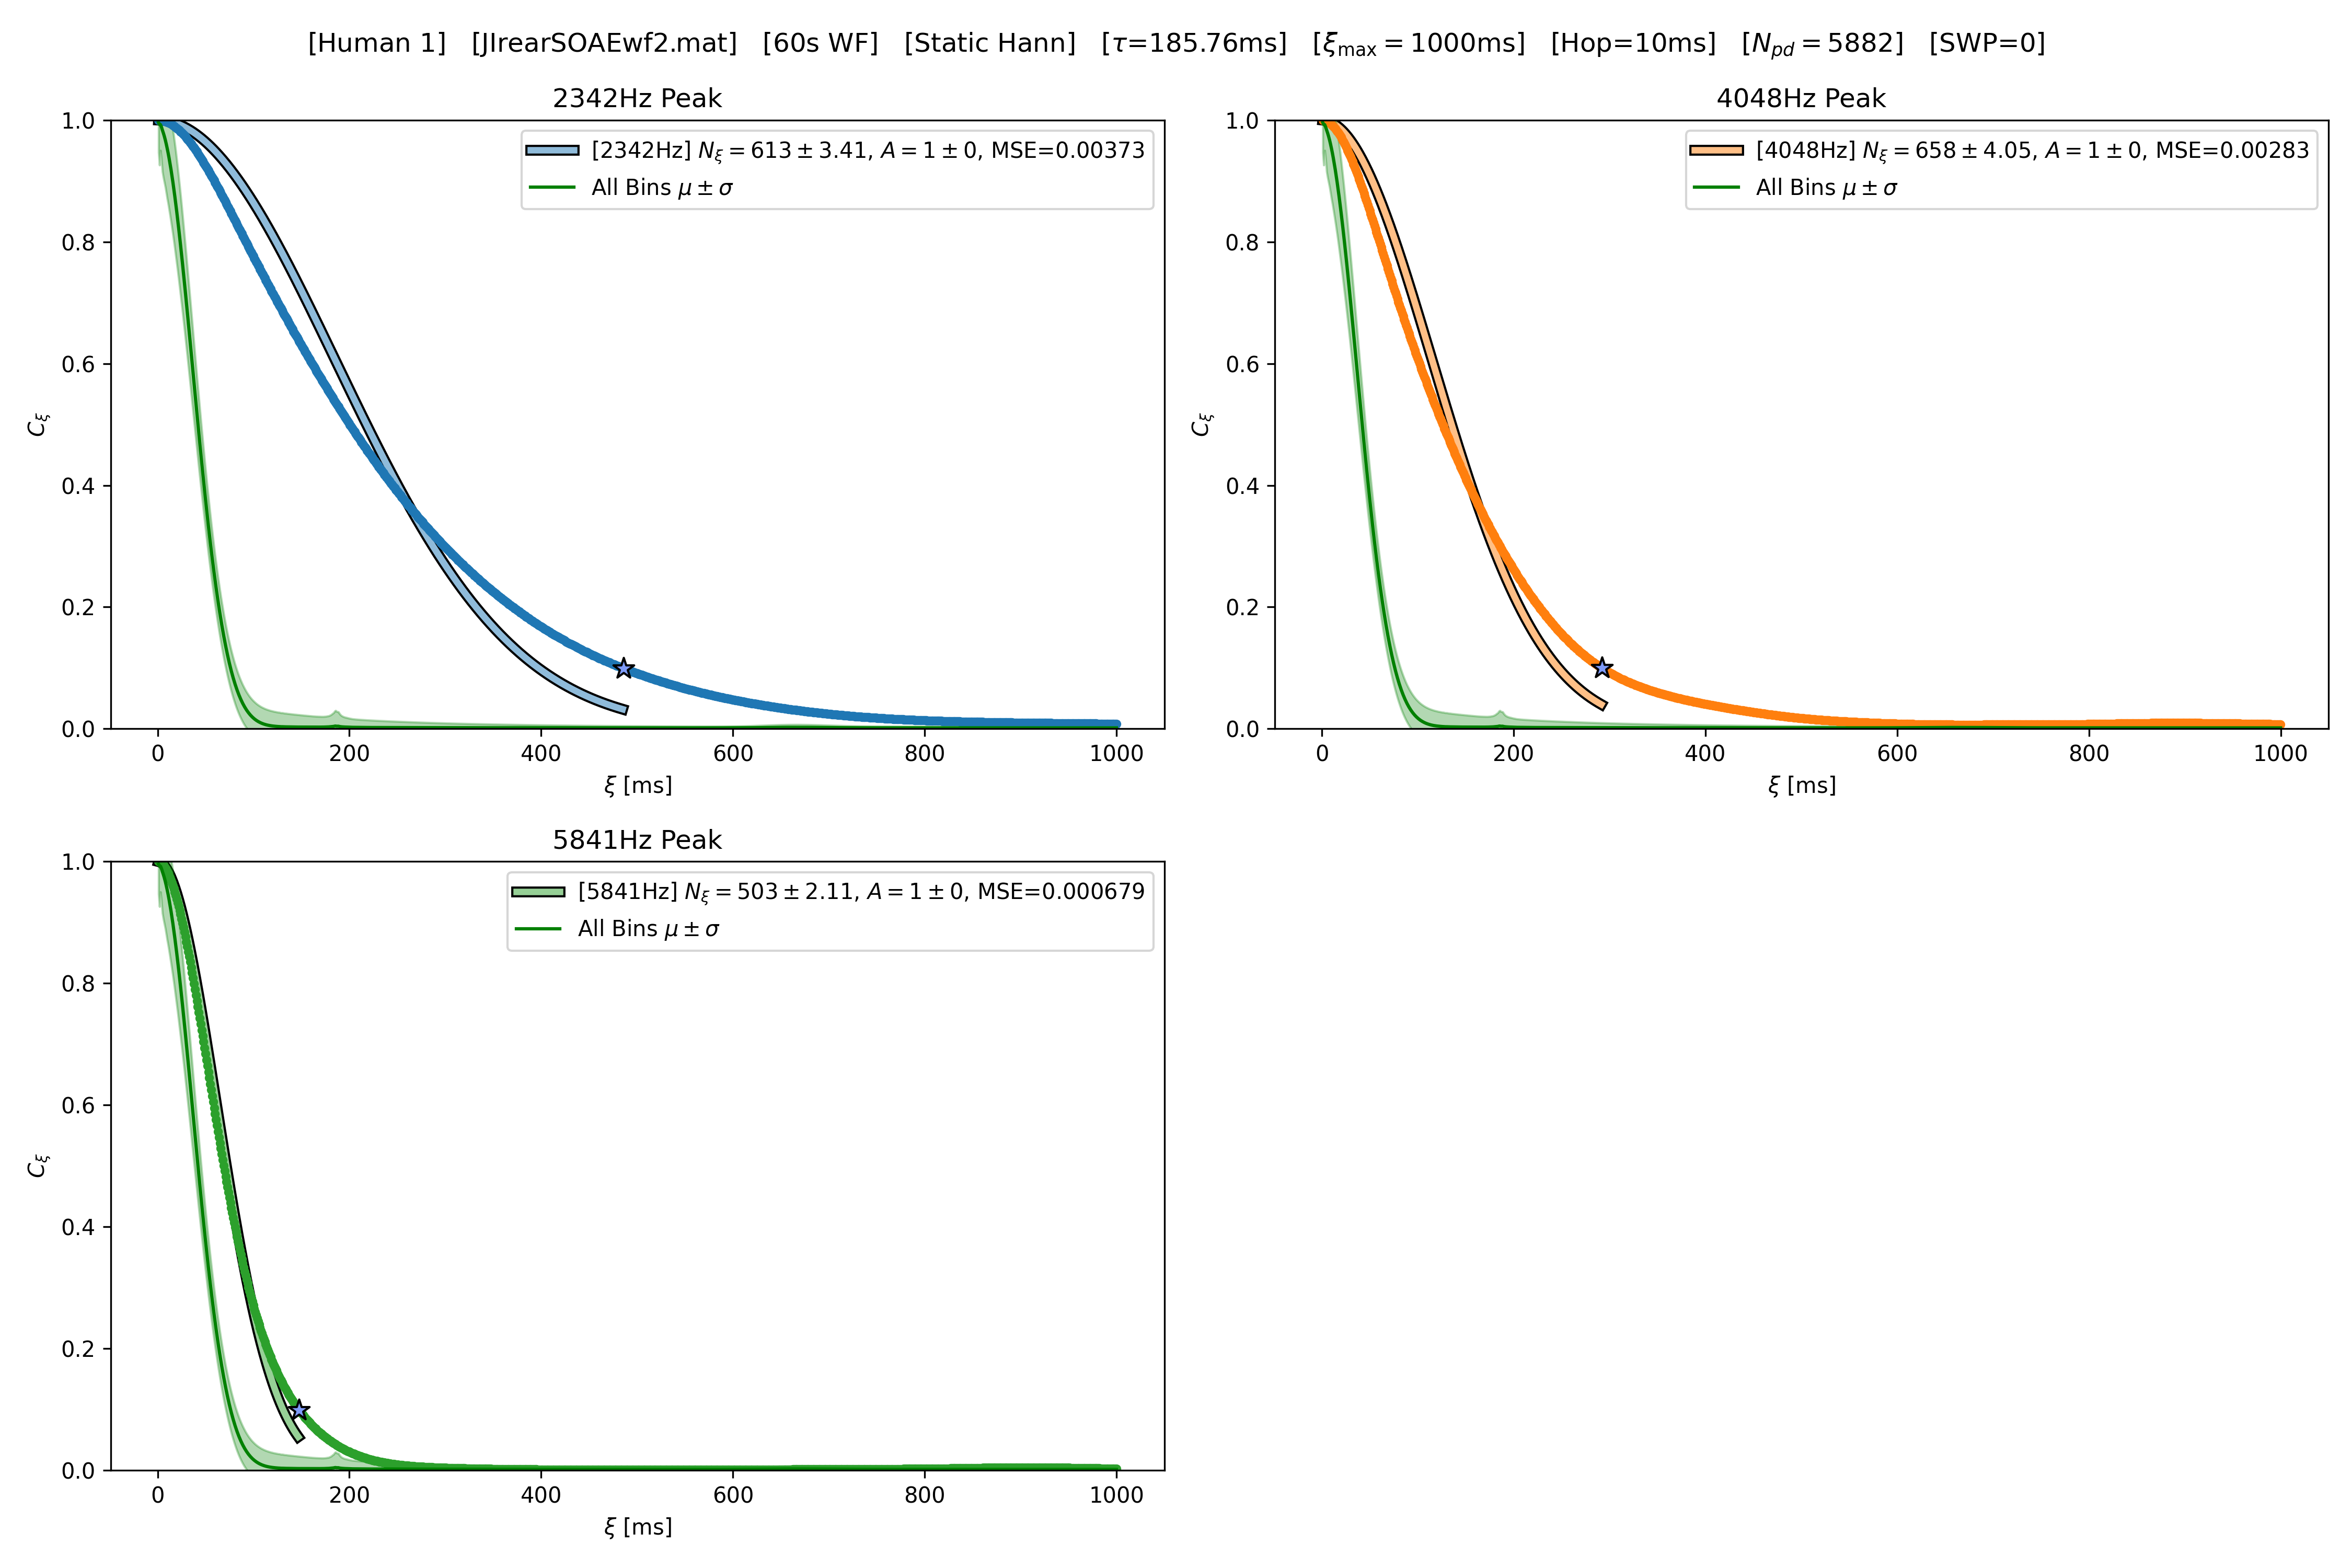 [Human 1] [JIrearSOAEwf2.mat] [60s WF] [Static Hann] [τ=185.76ms] [ξmax = 1000ms] [Hop=10ms] [Npd = 5882] [SWP=0]
2342Hz Peak
1.0
0.8
0.6
0.4
0.2
0.0
Cξ
[2342Hz] Nξ = 613 ± 3.41, A = 1 ± 0, MSE=0.00373
All Bins μ ± σ
0 200 400 600 800 1000
ξ [ms]
4048Hz Peak
1.0
0.8
0.6
0.4
0.2
0.0
Cξ
[4048Hz] Nξ = 658 ± 4.05, A = 1 ± 0, MSE=0.00283
All Bins μ ± σ
0 200 400 600 800 1000
ξ [ms]
5841Hz Peak
1.0
0.8
0.6
0.4
0.2
0.0
Cξ
[5841Hz] Nξ = 503 ± 2.11, A = 1 ± 0, MSE=0.000679
All Bins μ ± σ
0 200 400 600 800 1000
ξ [ms]